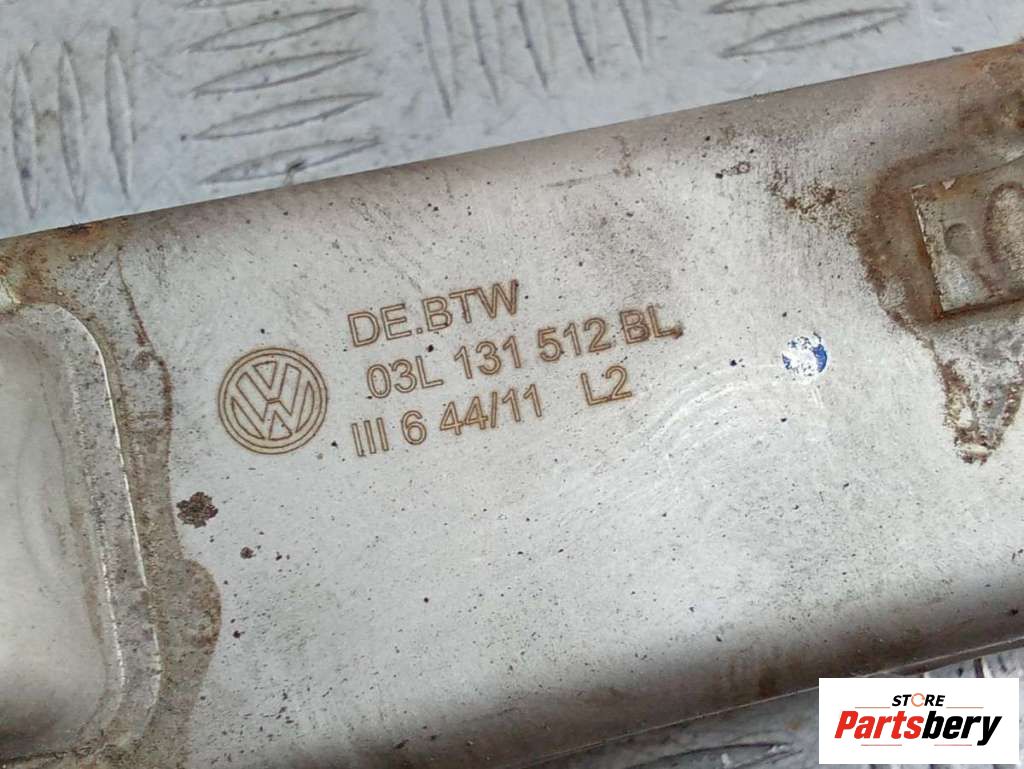 DE.BTW
03L 131 512 BL
III 6 44/11 L2
STORE
Partsbery